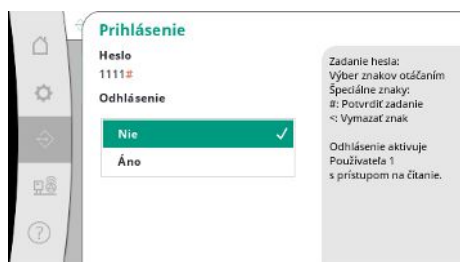 Prihlásenie
Heslo
1111#
Odhlásenie
Nie
Áno
Zadanie hesla:
Výber znakov otáčaním
Špeciálne znaky:
#: Potvrdiť zadanie
<: Vymazať znak
Odhlásenie aktivuje
Používateľa 1
s prístupom na čítanie.
?